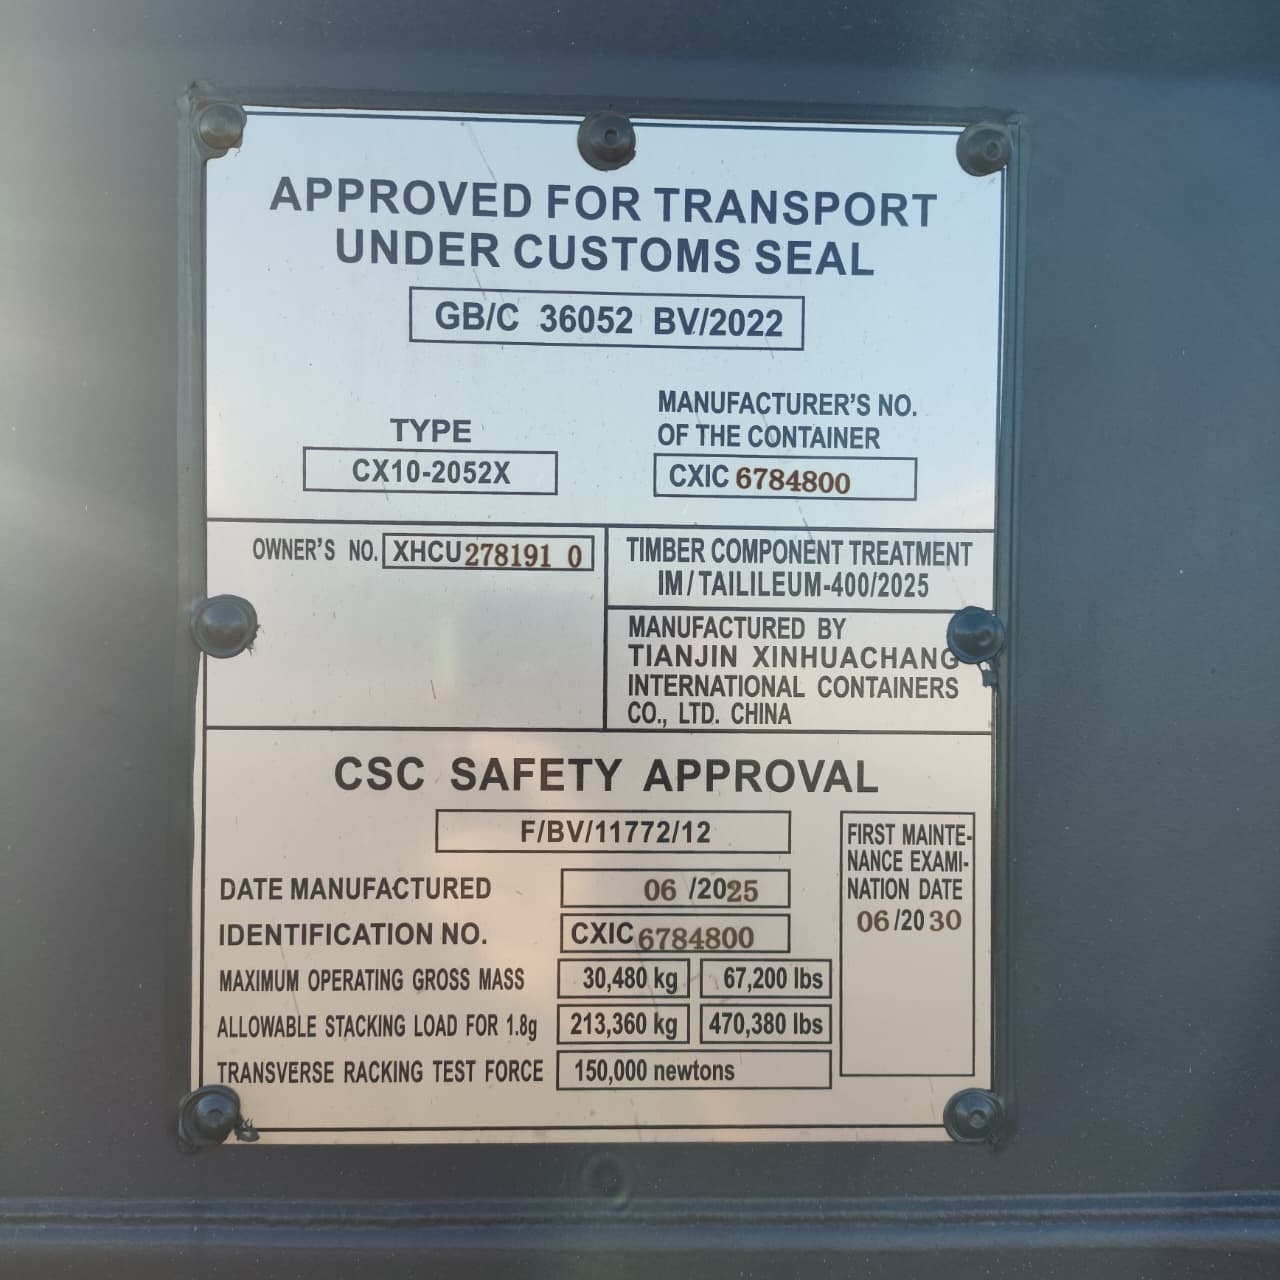 APPROVED FOR TRANSPORT
UNDER CUSTOMS SEAL
GB/C 36052 BV/2022
TYPE
CX10-2052X
MANUFACTURER'S NO.
OF THE CONTAINER
CXIC 6784800
OWNER'S NO. XHCU 278191 0
TIMBER COMPONENT TREATMENT
IM/TAILILEUM-400/2025
MANUFACTURED BY
TIANJIN XINHUACHANG
INTERNATIONAL CONTAINERS
CO., LTD. CHINA
CSC SAFETY APPROVAL
F/BV/11772/12
DATE MANUFACTURED 06 /2025
IDENTIFICATION NO. CXIC 6784800
MAXIMUM OPERATING GROSS MASS 30,480 kg 67,200 lbs
ALLOWABLE STACKING LOAD FOR 1.8g 213,360 kg 470,380 lbs
TRANSVERSE RACKING TEST FORCE 150,000 newtons
FIRST MAINTE-
NANCE EXAMI-
NATION DATE
06/2030